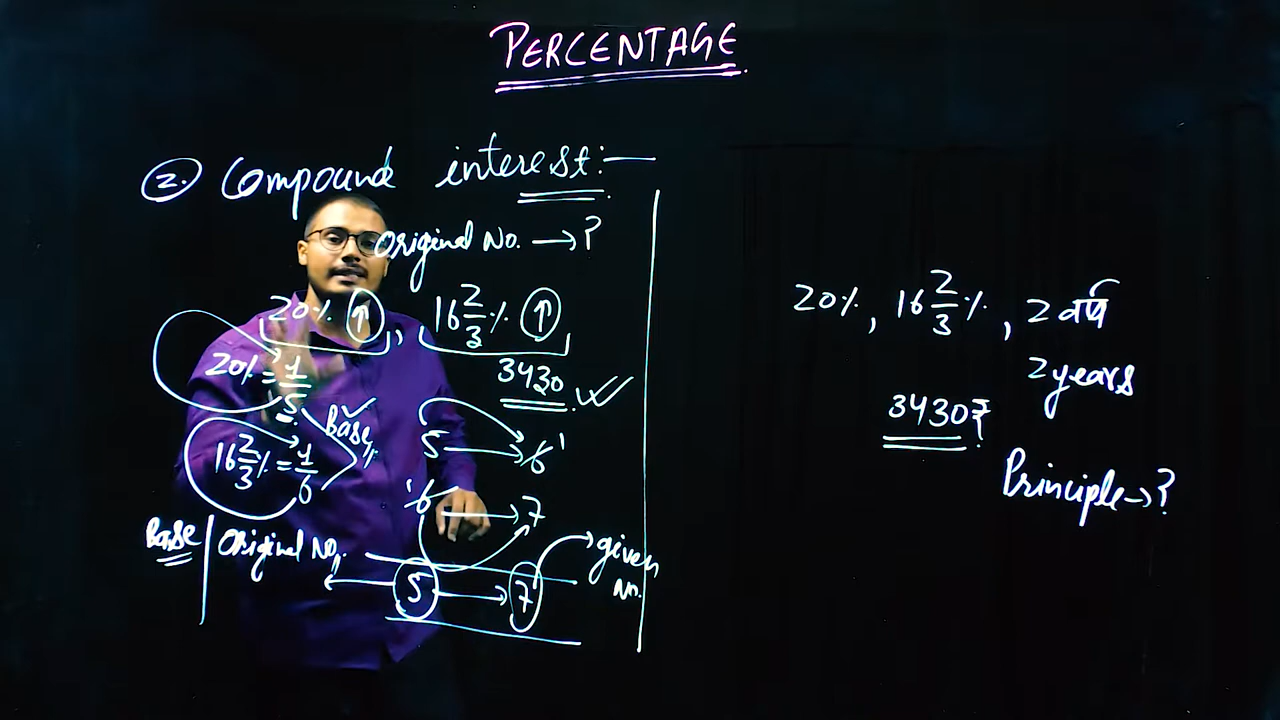 PERCENTAGE
2. Compound interest:-
Original No. → ?
20% ↑, 16 2/3% ↑
3430
20% = 1/5
Base
16 2/3% = 1/6
5 → 6 1
1 6 → 7
Base | Original No.
5 → 7 → given no.
20%, 16 2/3%, 2 वर्ष
2 years
3430₹
Principle → ?